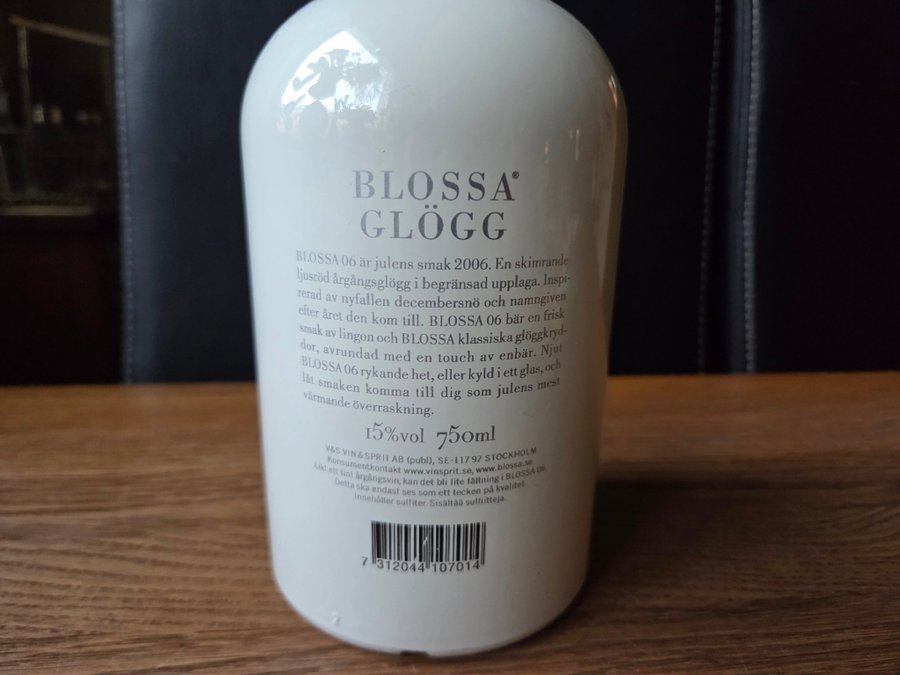 BLOSSA®
GLÖGG
BLOSSA 06 är julens smak 2006. En skimrande
ljusröd årgångsglögg i begränsad upplaga. Inspi-
rerad av nyfallen decembersnö och namngiven
efter året den kom till. BLOSSA 06 bär en frisk
smak av lingon och BLOSSA klassiska glöggkryd-
dor, avrundad med en touch av enbär. Njut
BLOSSA 06 rykande het, eller kyld i ett glas, och
låt smaken komma till dig som julens mest
värmande överraskning.
15%vol 750ml
V&S VIN & SPRIT AB (publ), SE-117 97 STOCKHOLM
Konsumentkontakt www.vinsprit.se, www.blossa.se
Likt ett fint årgångsvin, kan det bli lite fällning i BLOSSA 06.
Detta ska endast ses som ett tecken på kvalitet.
Innehåller sulfiter. Sisältää sulfiitteja.
7 312044 107014
2